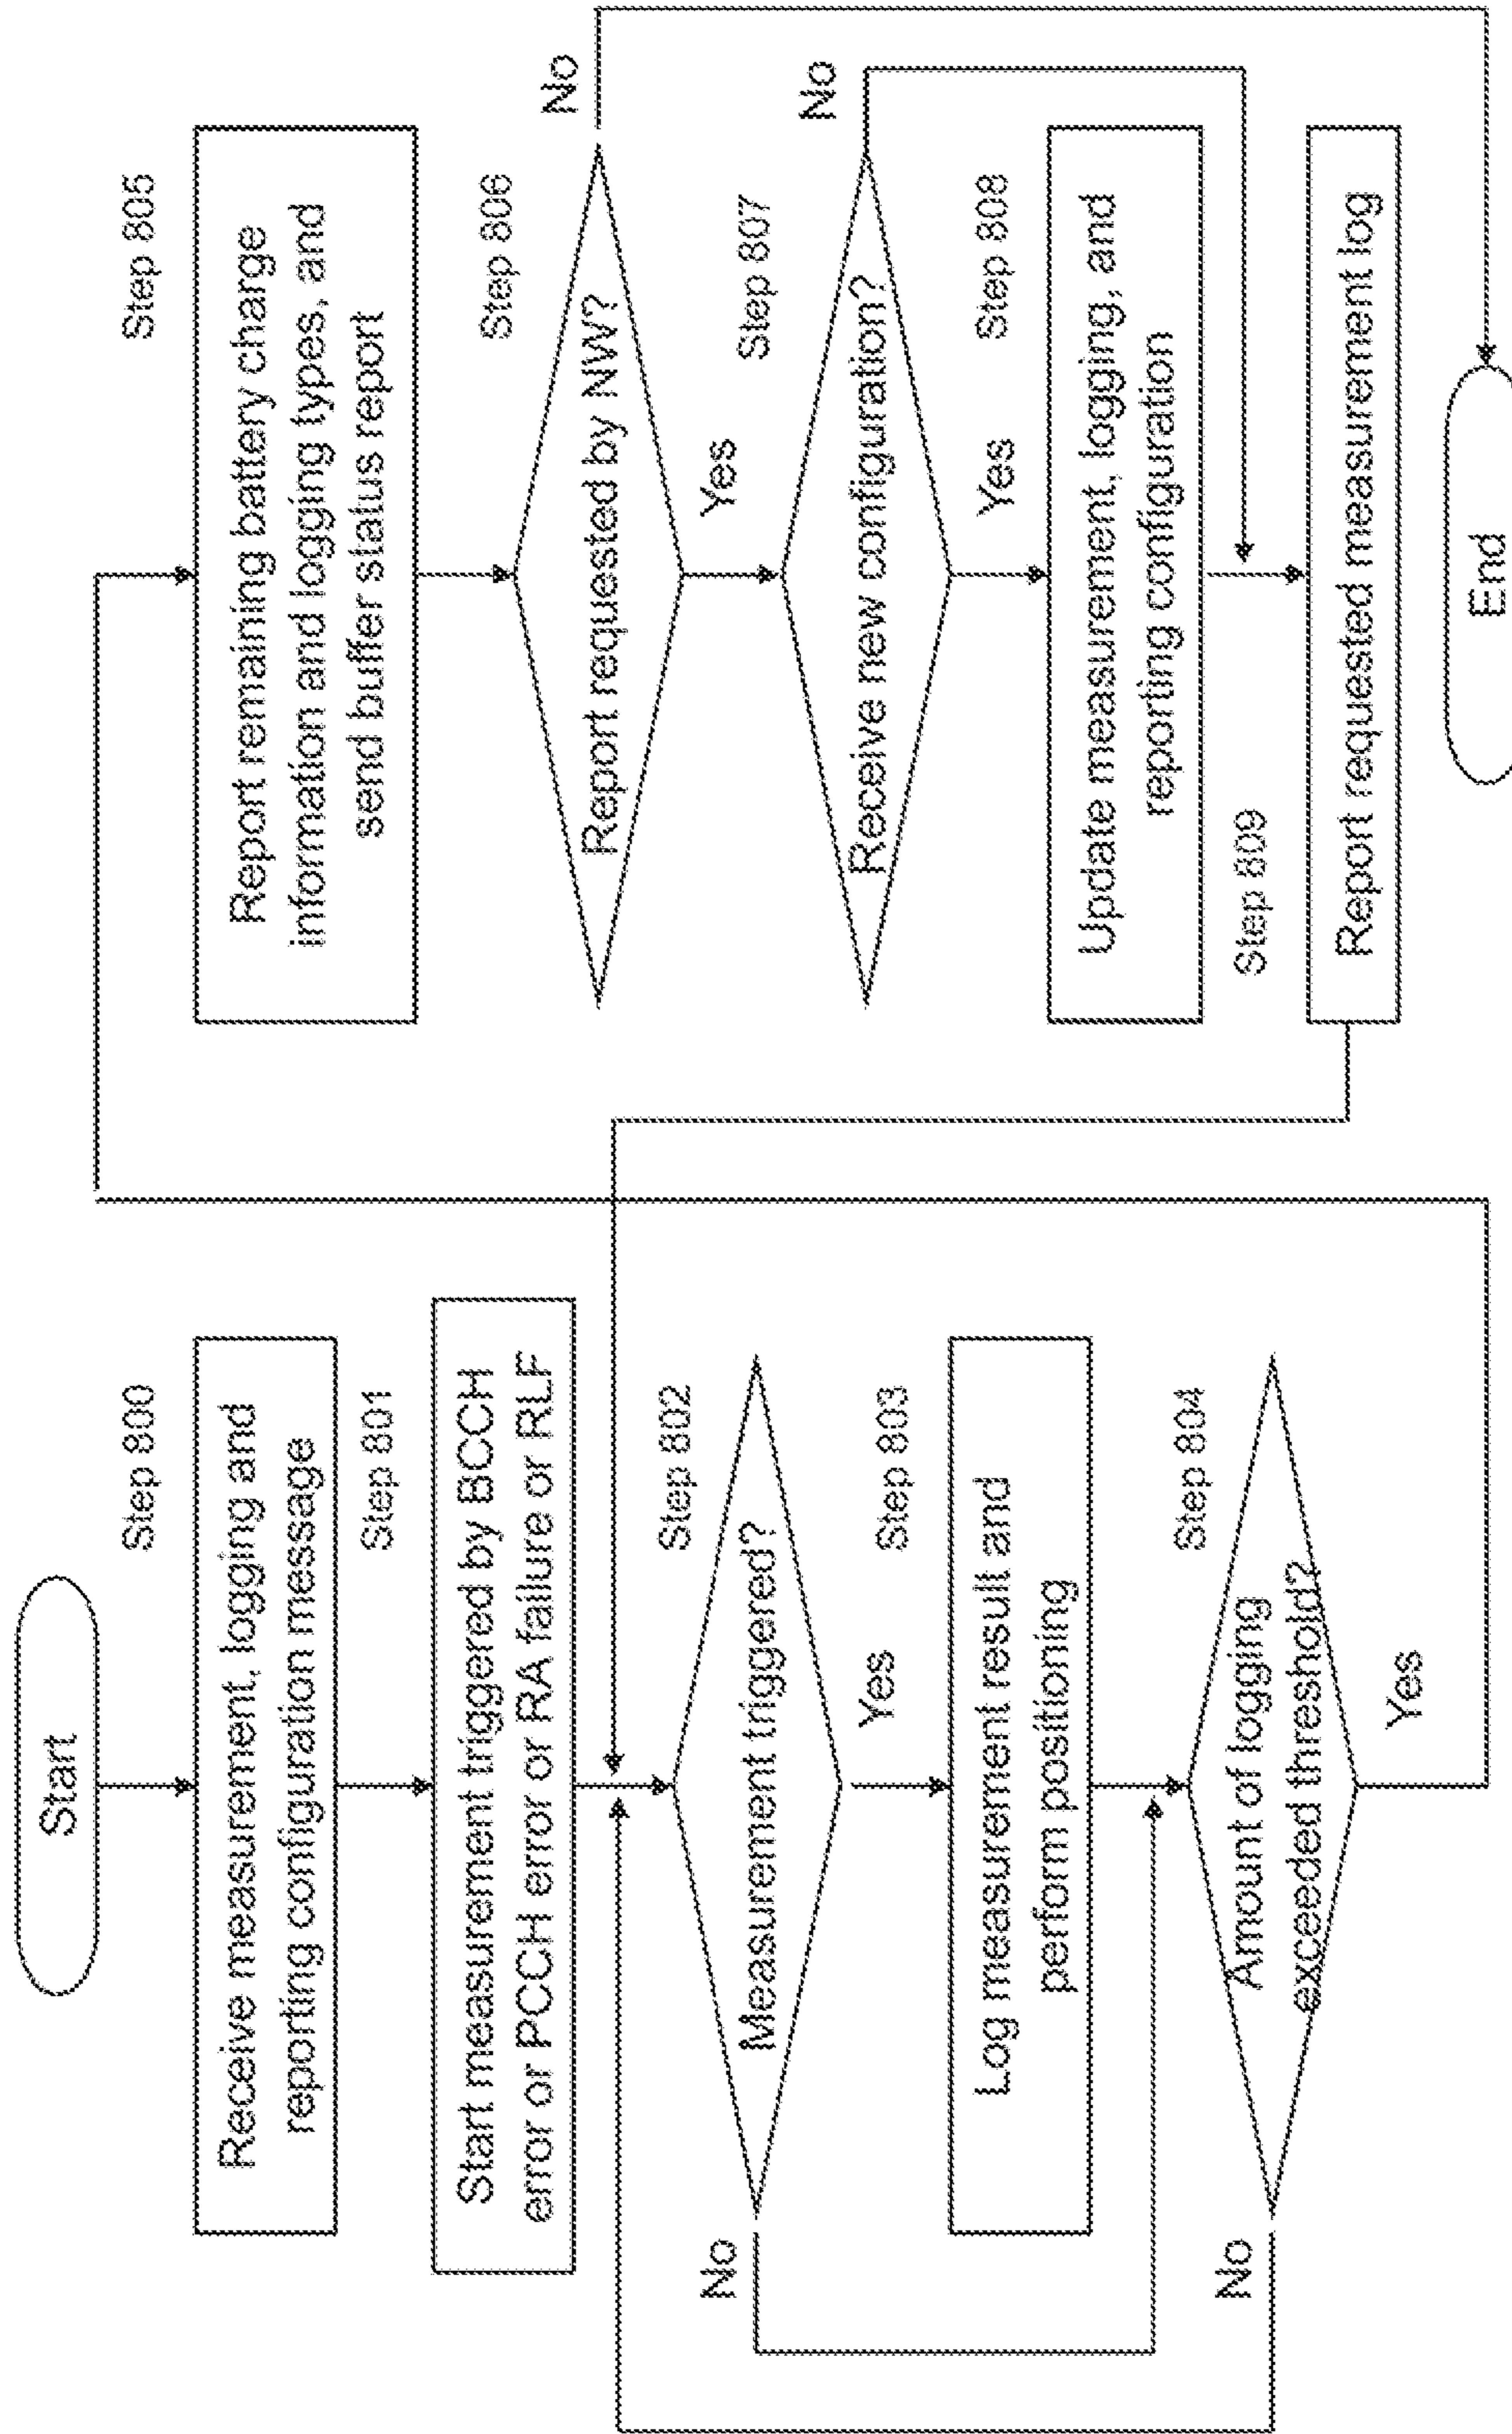 Start
Step 800
Receive measurement, logging and
reporting configuration message
Step 801
Start measurement triggered by BCCH
error or PCCH error or RA failure or RLF
Step 802
Measurement triggered?
No
Yes
Step 803
Log measurement result and
perform positioning
Step 804
Amount of logging
exceeded threshold?
No
Yes
Step 805
Report remaining battery charge
information and logging types, and
send buffer status report
Step 806
Report requested by NW?
No
Yes
Step 807
Receive new configuration?
No
Yes
Step 808
Update measurement, logging, and
reporting configuration
Step 809
Report requested measurement log
End